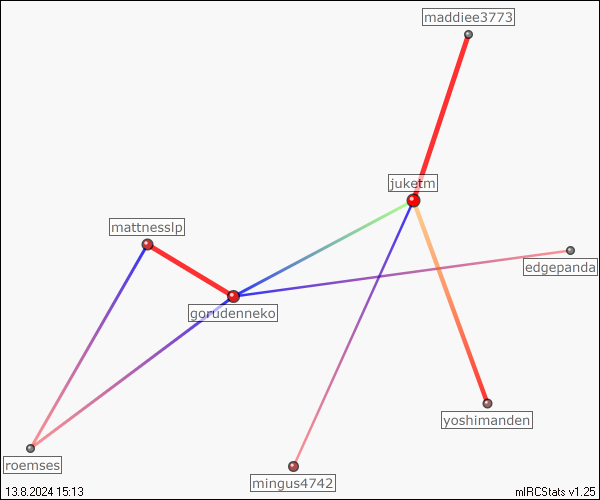 maddiee3773
juketm
mattnesslp
edgepanda
gorudenneko
yoshimanden
roemses
mingus4742
13.8.2024 15:13
mIRCStats v1.25